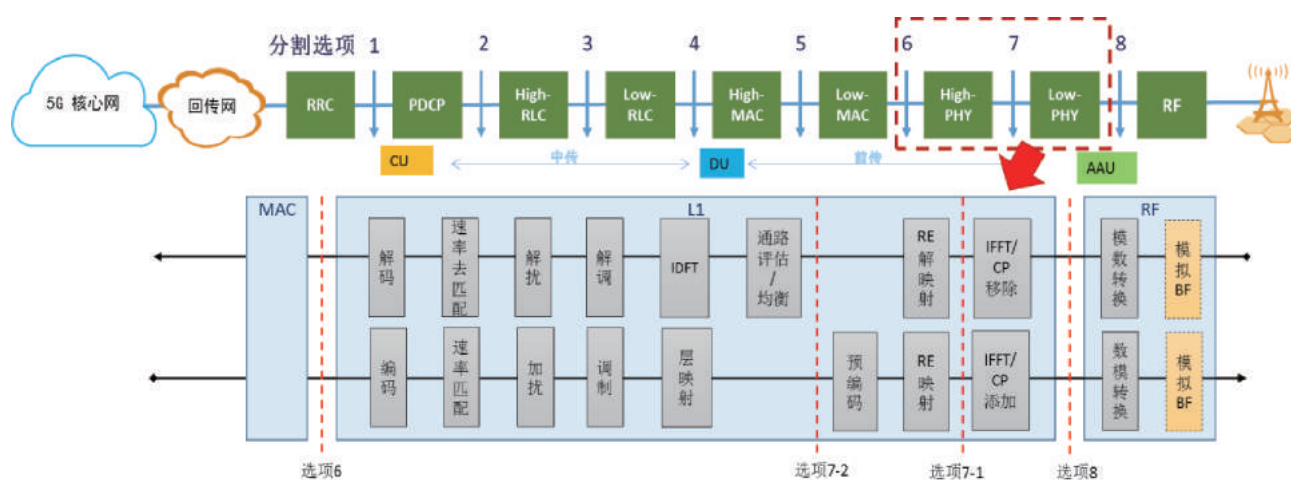 分割选项 1 2 3 4 5 6 7 8
5G 核心网
回传网
RRC
PDCP
High-
RLC
Low-
RLC
High-
MAC
Low-
MAC
High-
PHY
Low-
PHY
RF
CU
中传
DU
前传
AAU
MAC
L1
RF
解码
速率去匹配
解扰
解调
IDFT
通路
评估
/
均衡
RE
解映射
IFFT/
CP
移除
模数转换
模拟
BF
编码
速率匹配
加扰
调制
层映射
预编码
RE
映射
IFFT/
CP
添加
数模转换
模拟
BF
选项6
选项7-2
选项7-1
选项8